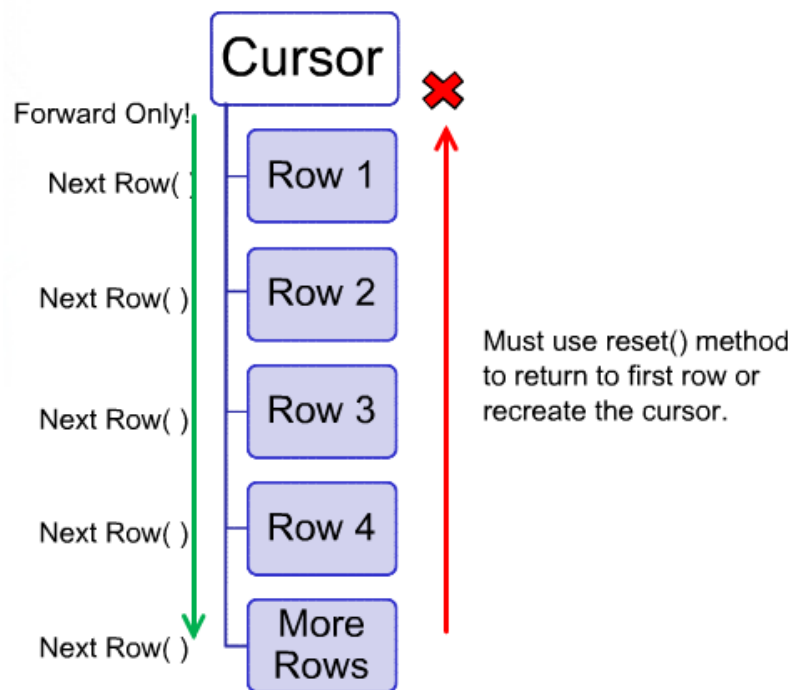 Cursor
Forward Only!
Next Row( )
Row 1
Next Row( )
Row 2
Next Row( )
Row 3
Next Row( )
Row 4
Next Row( )
More
Rows
Must use reset() method
to return to first row or
recreate the cursor.